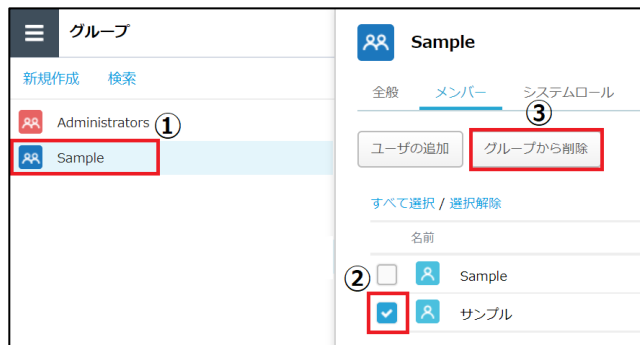 グループ
新規作成 検索
Administrators ①
Sample
Sample
全般 メンバー システムロール
③
ユーザの追加 グループから削除
すべて選択 / 選択解除
名前
② Sample
サンプル